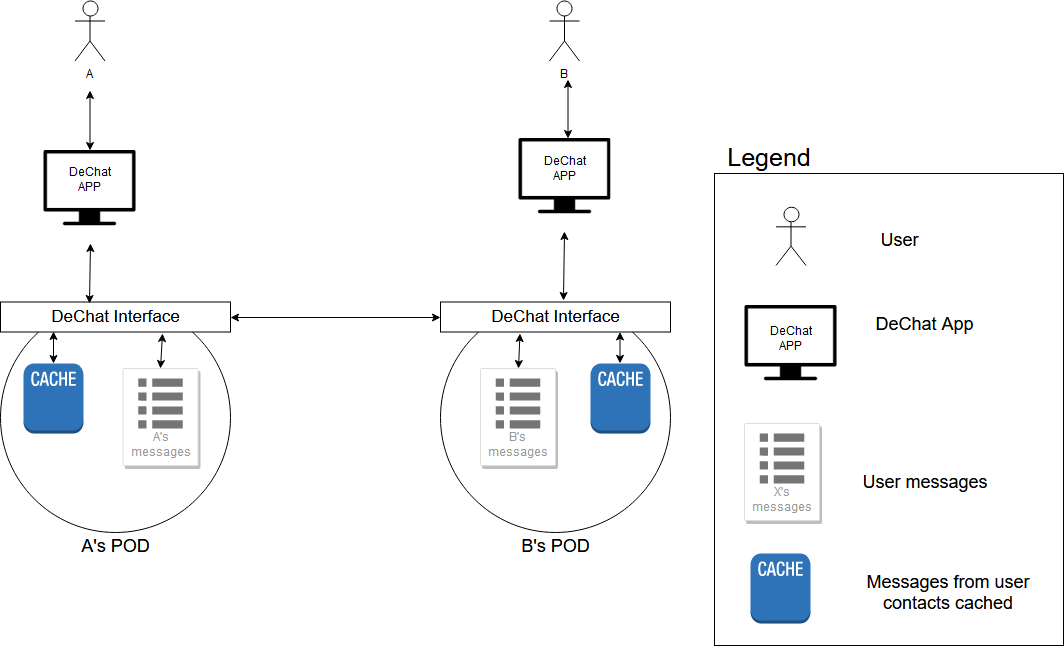 A
B
DeChat
APP
DeChat
APP
Legend
User
DeChat Interface
DeChat Interface
DeChat
APP
DeChat App
CACHE
A's
messages
B's
messages
CACHE
X's
messages
User messages
A's POD
B's POD
CACHE
Messages from user
contacts cached